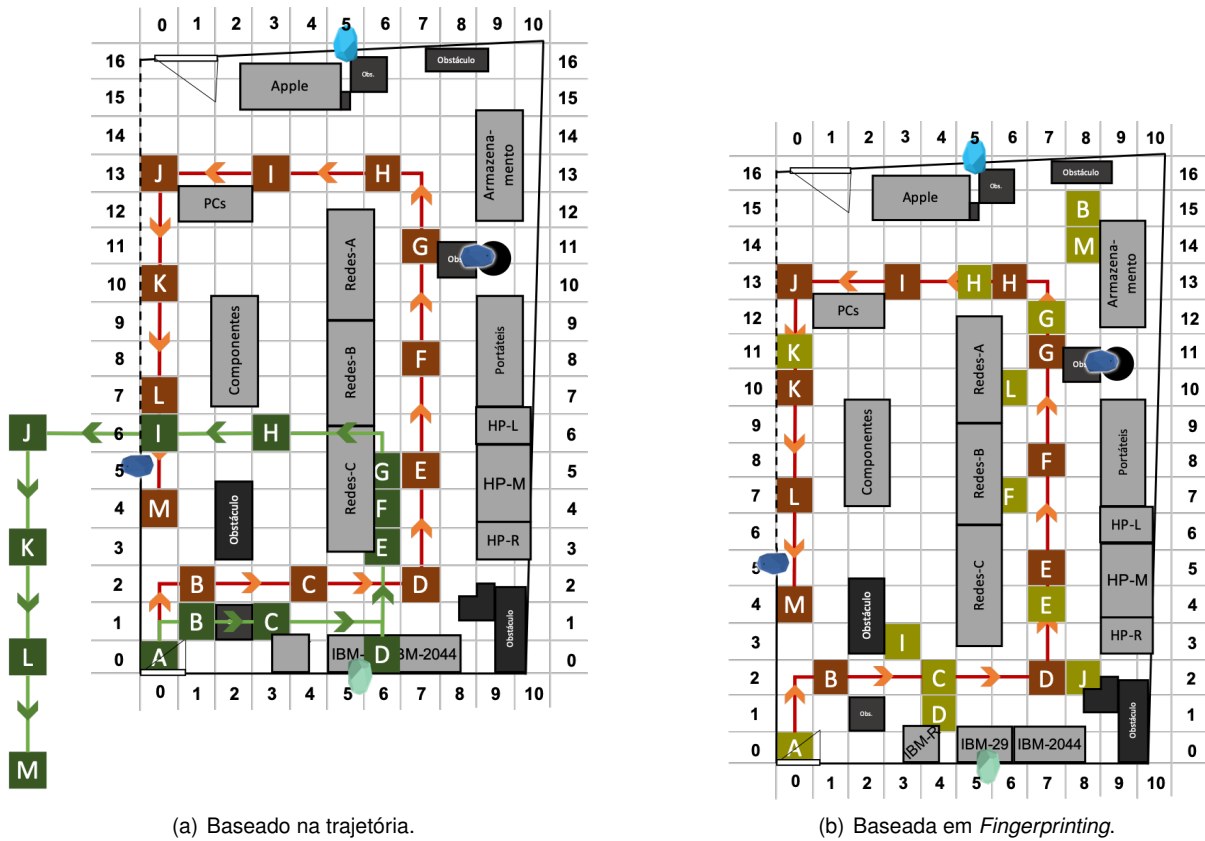 0 1 2 3 4 5 6 7 8 9 10
16 Apple Obs. Obstáculo 16
15 15
14 Armazena-
mento 14
13 J I H 13
12 PCs 12
11 Redes-A G Obs 11
10 K 10
9 Componentes Portáteis 9
8 Redes-B F 8
7 L 7
J 6 I H HP-L 6
5 Redes-C G E HP-M 5
4 M Obstáculo F 4
K 3 E HP-R 3
2 B C D 2
1 B C Obstáculo 1
L 0 A IBM- D BM-2044 0
0 1 2 3 4 5 6 7 8 9 10
M
(a) Baseado na trajetória.
0 1 2 3 4 5 6 7 8 9 10
16 Apple Obs. Obstáculo 16
15 B 15
14 M Armazena-
mento 14
13 J I H H 13
12 PCs G 12
11 K Redes-A G Obs 11
10 K L 10
9 Componentes Portáteis 9
8 Redes-B F 8
7 L F 7
6 HP-L 6
5 Redes-C E HP-M 5
4 M Obstáculo E 4
3 I HP-R 3
2 B C D J 2
1 Obs. D Obstáculo 1
0 A IBM-R IBM-29 IBM-2044 0
0 1 2 3 4 5 6 7 8 9 10
(b) Baseada em Fingerprinting.